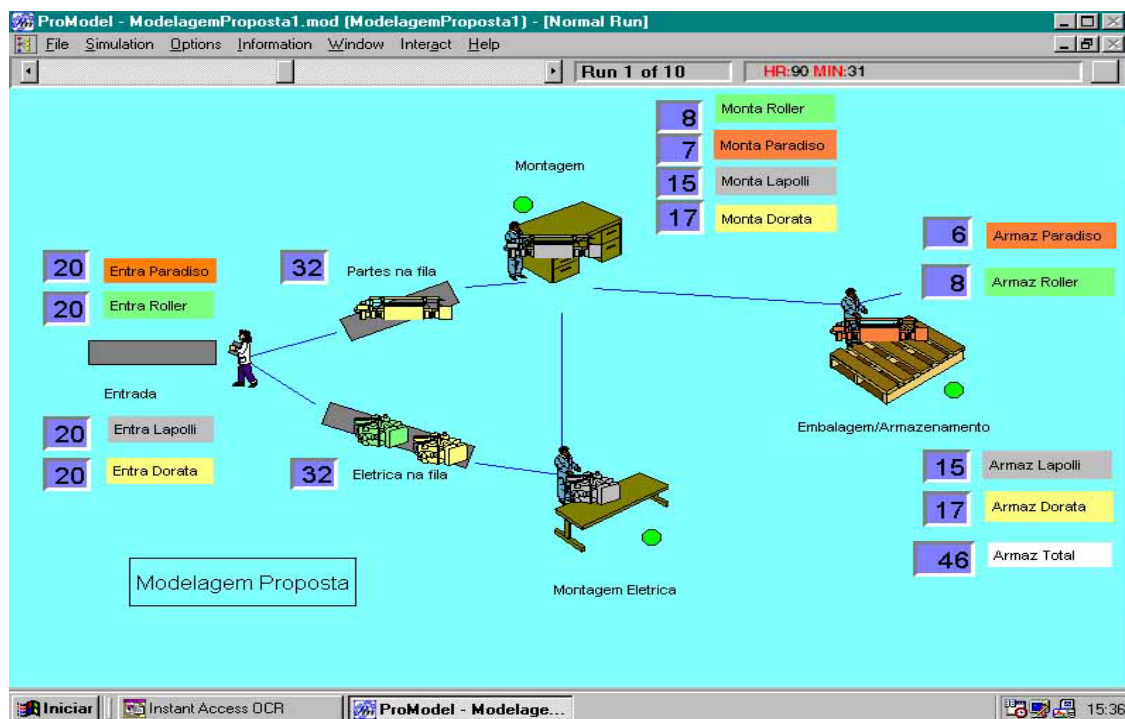 ProModel - ModelagemProposta1.mod (ModelagemProposta1) - [Normal Run]
File Simulation Options Information Window Interact Help
Run 1 of 10 HR:90 MIN:31
8 Monta Roller
7 Monta Paradiso
15 Monta Lapolli
17 Monta Dorata
Montagem
6 Armaz Paradiso
8 Armaz Roller
20 Entra Paradiso
20 Entra Roller
32 Partes na fila
Entrada
20 Entra Lapolli
20 Entra Dorata
32 Eletrica na fila
Embalagem/Armazenamento
15 Armaz Lapolli
17 Armaz Dorata
46 Armaz Total
Modelagem Proposta
Montagem Eletrica
Iniciar Instant Access OCR ProModel - Modelage... 15:36